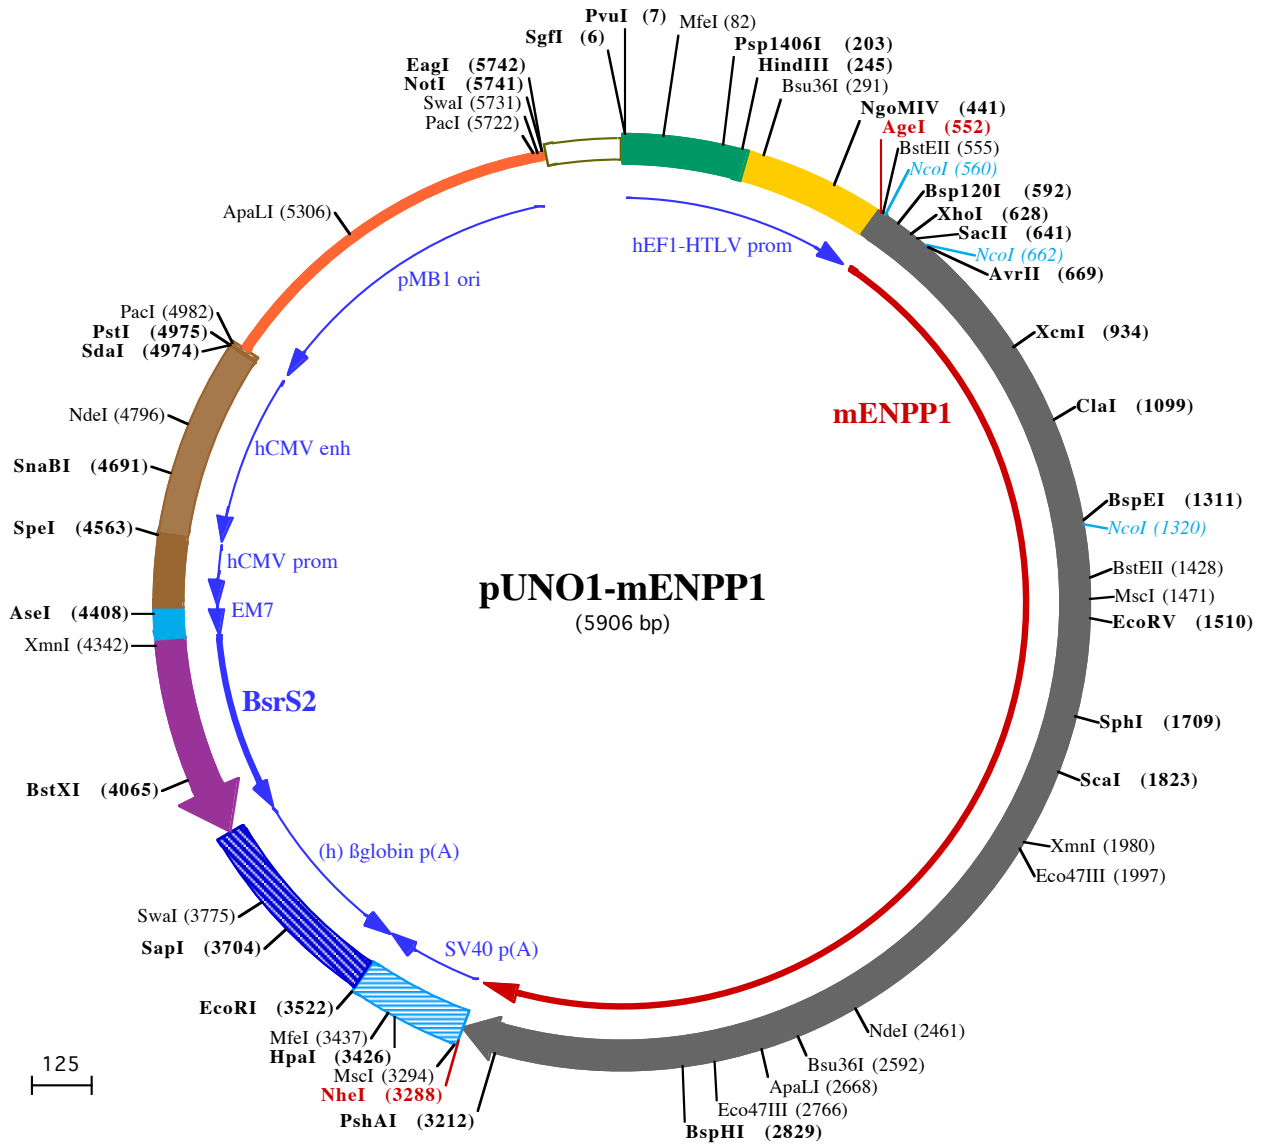 PvuI (7)
SgfI (6)
MfeI (82)
Psp1406I (203)
HindIII (245)
Bsu36I (291)
NgoMIV (441)
AgeI (552)
BstEII (555)
NcoI (560)
Bsp120I (592)
XhoI (628)
SacII (641)
NcoI (662)
AvrII (669)
XcmI (934)
ClaI (1099)
BspEI (1311)
NcoI (1320)
BstEII (1428)
MscI (1471)
EcoRV (1510)
SphI (1709)
ScaI (1823)
XmnI (1980)
Eco47III (1997)
NdeI (2461)
Bsu36I (2592)
ApaLI (2668)
Eco47III (2766)
BspHI (2829)
PshAI (3212)
NheI (3288)
MscI (3294)
HpaI (3426)
MfeI (3437)
EcoRI (3522)
SapI (3704)
SwaI (3775)
BstXI (4065)
XmnI (4342)
AseI (4408)
SpeI (4563)
SnaBI (4691)
NdeI (4796)
SdaI (4974)
PstI (4975)
PacI (4982)
ApaLI (5306)
PacI (5722)
SwaI (5731)
NotI (5741)
EagI (5742)
hEF1-HTLV prom
mENPP1
SV40 p(A)
(h) ßglobin p(A)
BsrS2
EM7
hCMV prom
hCMV enh
pMB1 ori
pUNO1-mENPP1
(5906 bp)
125